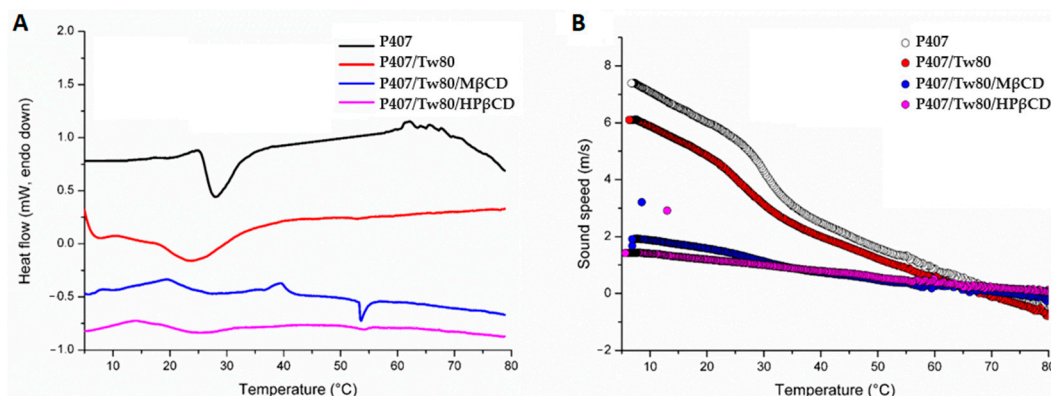 A
P407
P407/Tw80
P407/Tw80/MβCD
P407/Tw80/HPβCD
Heat flow (mW, endo down)
2.0
1.5
1.0
0.5
0.0
−0.5
−1.0
10
20
30
40
50
60
70
80
Temperature (°C)
B
P407
P407/Tw80
P407/Tw80/MβCD
P407/Tw80/HPβCD
Sound speed (m/s)
8
6
4
2
0
−2
10
20
30
40
50
60
70
80
Temperature (°C)